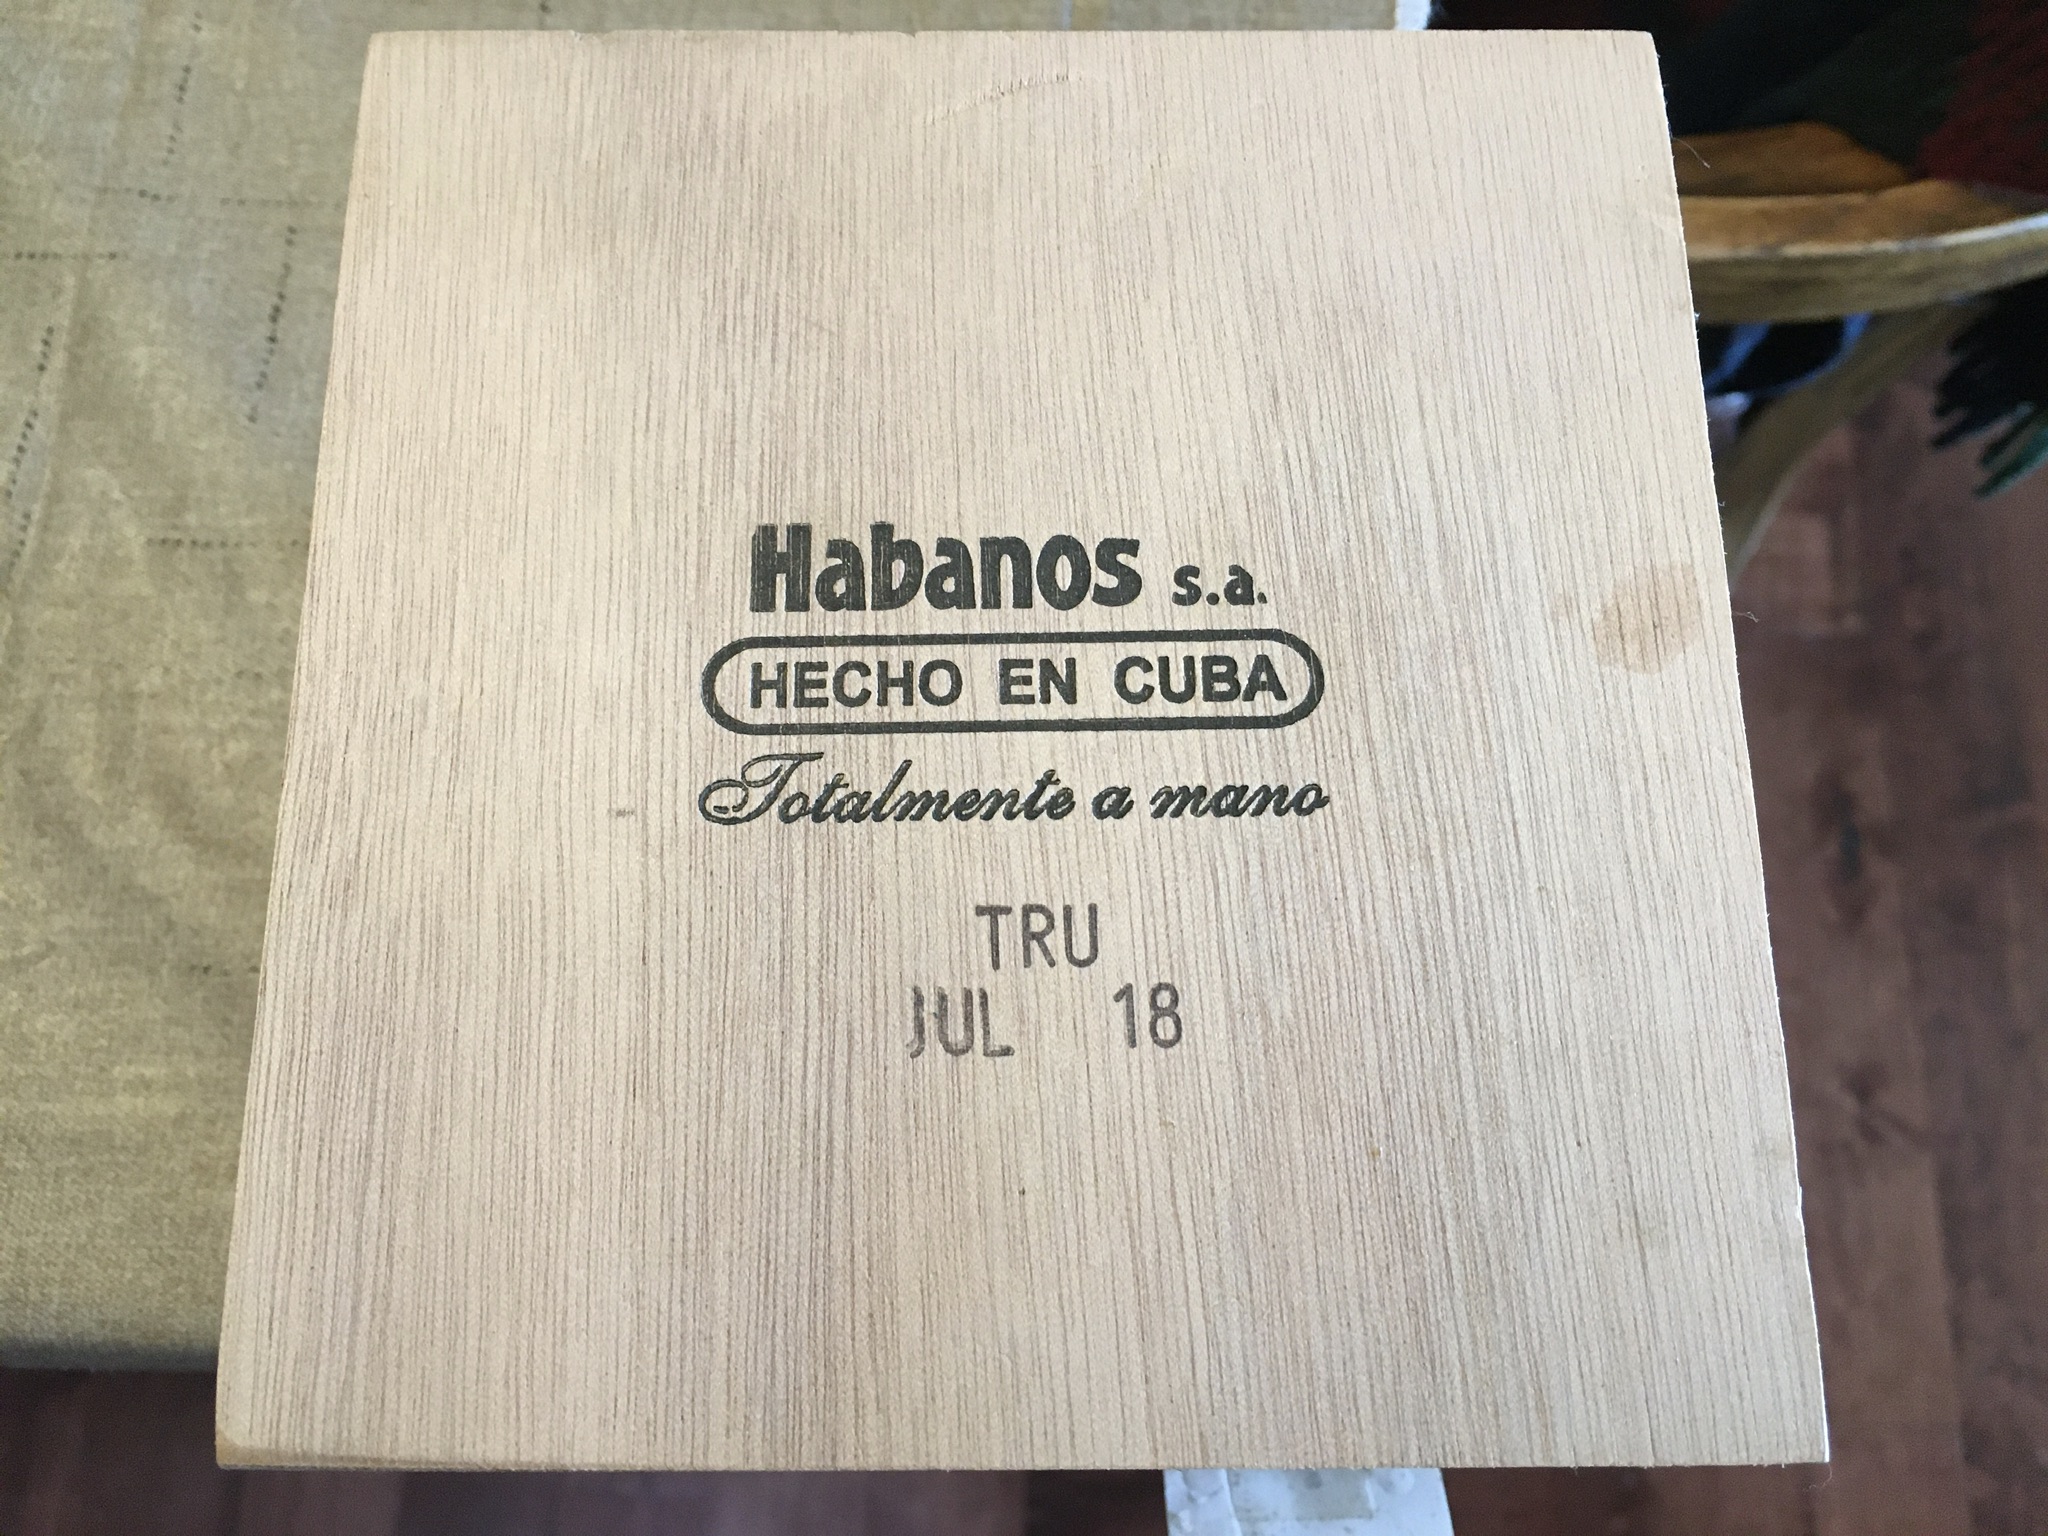 Habanos s.a.
HECHO EN CUBA
Totalmente a mano
TRU
JUL 18